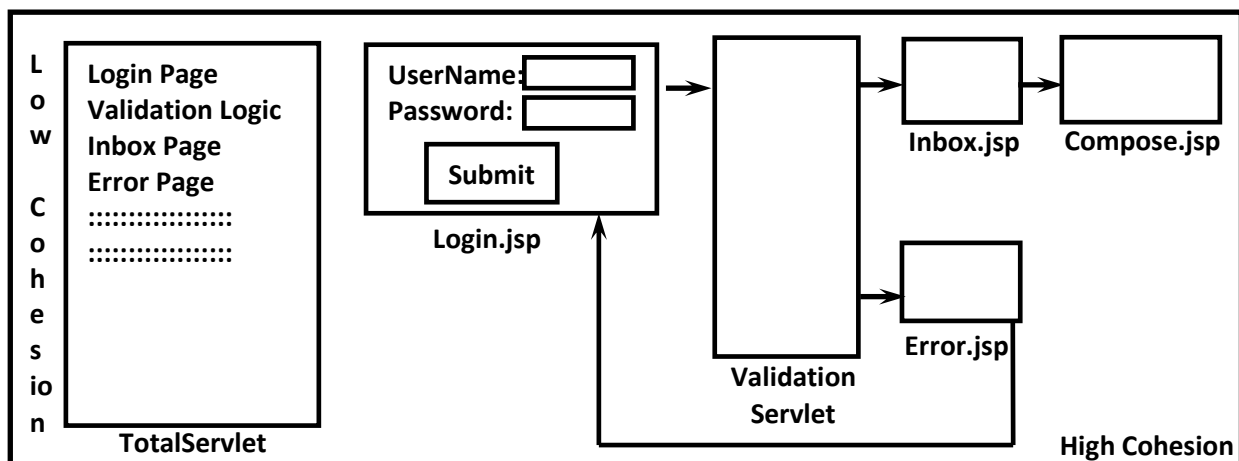 L
o
w
C
o
h
e
s
io
n
Login Page
Validation Logic
Inbox Page
Error Page
::::::::::::::::::
::::::::::::::::::
TotalServlet
UserName:
Password:
Submit
Login.jsp
Validation
Servlet
Inbox.jsp
Compose.jsp
Error.jsp
High Cohesion